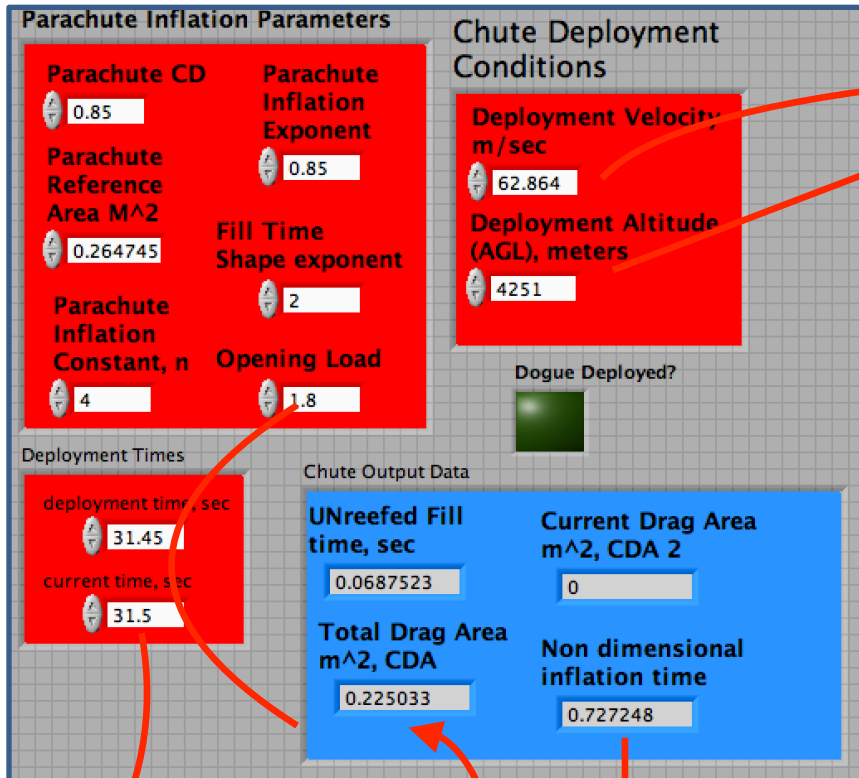 Parachute Inflation Parameters
Parachute CD
0.85
Parachute
Reference
Area M^2
0.264745
Parachute
Inflation
Constant, n
4
Parachute
Inflation
Exponent
0.85
Fill Time
Shape exponent
2
Opening Load
1.8
Chute Deployment
Conditions
Deployment Velocity
m/sec
62.864
Deployment Altitude
(AGL), meters
4251
Dogue Deployed?
Deployment Times
deployment time, sec
31.45
current time, sec
31.5
Chute Output Data
UNreefed Fill
time, sec
0.0687523
Total Drag Area
m^2, CDA
0.225033
Current Drag Area
m^2, CDA 2
0
Non dimensional
inflation time
0.727248